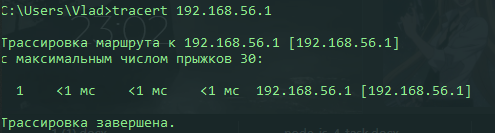 C:\Users\Vlad>tracert 192.168.56.1
Трассировка маршрута к 192.168.56.1 [192.168.56.1]
с максимальным числом прыжков 30:
1 <1 мс <1 мс <1 мс 192.168.56.1 [192.168.56.1]
Трассировка завершена.